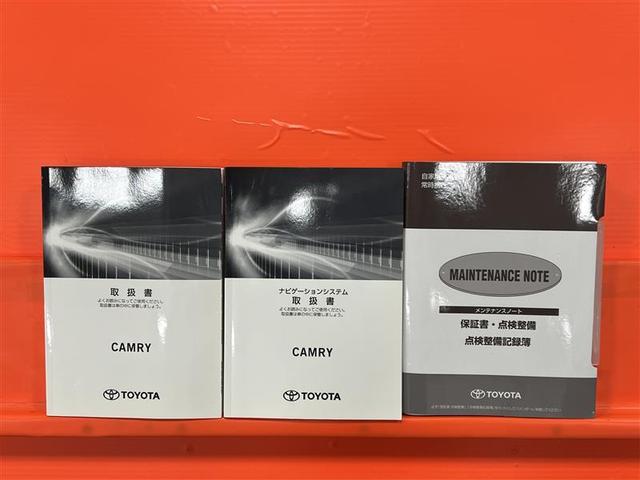 取扱書
よくお読みになってご使用ください。
取扱書は車の中に保管しましょう。
CAMRY
TOYOTA
ナビゲーションシステム
取扱書
よくお読みになってご使用ください。
取扱書は車の中に保管しましょう。
CAMRY
TOYOTA
自家
常時
MAINTENANCE NOTE
メンテナンスノート
保証書・点検整備
点検整備記録簿
TOYOTA